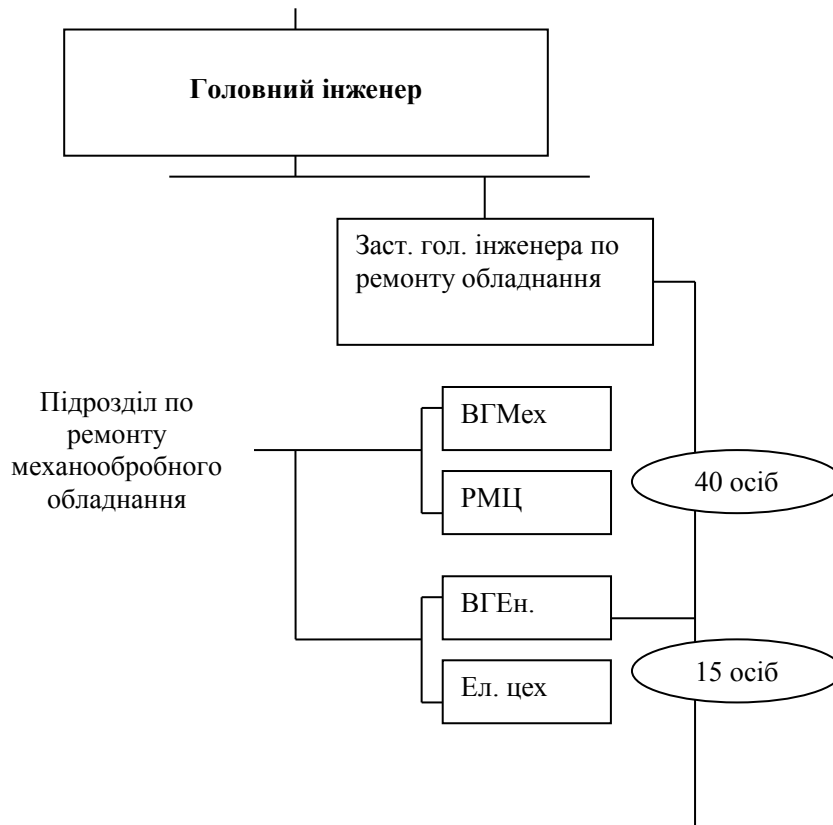 Головний інженер
Заст. гол. інженера по
ремонту обладнання
Підрозділ по
ремонту
механообробного
обладнання
ВГМех
РМЦ
40 осіб
ВГЕн.
Ел. цех
15 осіб